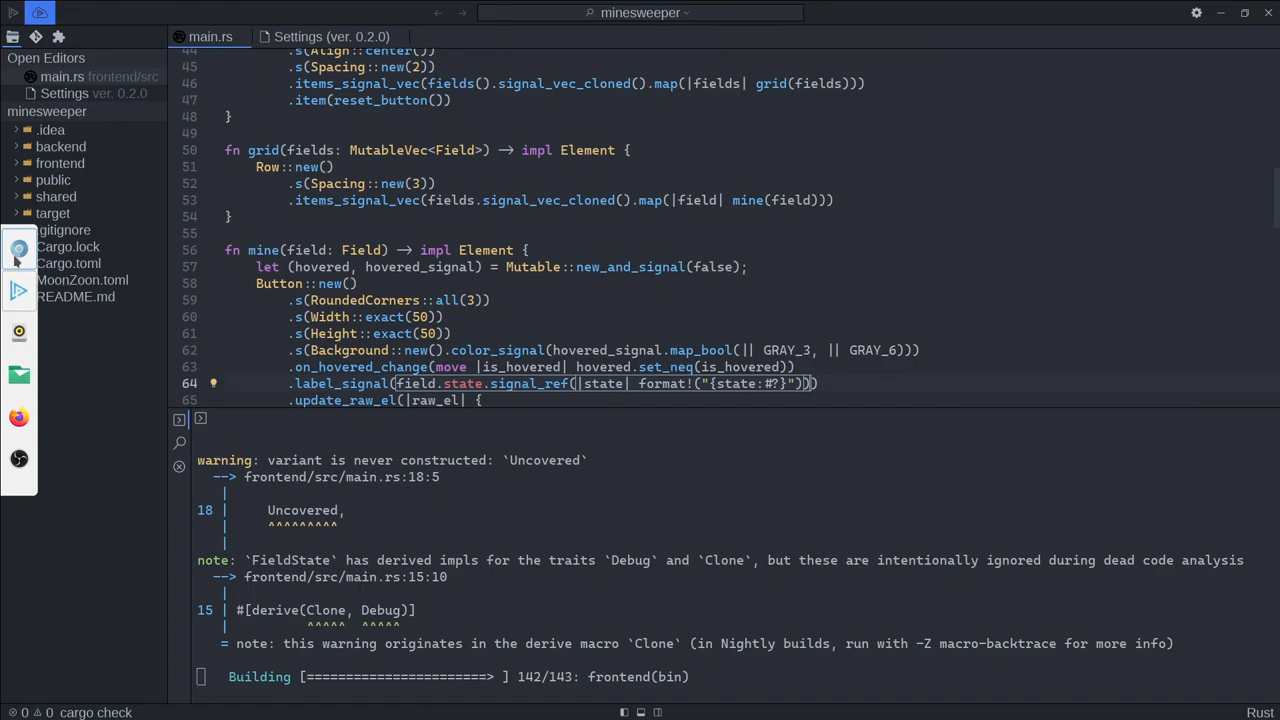 minesweeper
main.rs
Settings (ver. 0.2.0)
Open Editors
main.rs frontend/src
Settings ver. 0.2.0
minesweeper
.idea
backend
frontend
public
shared
target
.gitignore
Cargo.lock
Cargo.toml
MoonZoon.toml
README.md
44 .s(Align::center())
45 .s(Spacing::new(2))
46 .items_signal_vec(fields().signal_vec_cloned().map(|fields| grid(fields)))
47 .item(reset_button())
48 }
49
50 fn grid(fields: MutableVec<Field>) -> impl Element {
51 Row::new()
52 .s(Spacing::new(3))
53 .items_signal_vec(fields.signal_vec_cloned().map(|field| mine(field)))
54 }
55
56 fn mine(field: Field) -> impl Element {
57 let (hovered, hovered_signal) = Mutable::new_and_signal(false);
58 Button::new()
59 .s(RoundedCorners::all(3))
60 .s(Width::exact(50))
61 .s(Height::exact(50))
62 .s(Background::new().color_signal(hovered_signal.map_bool(|| GRAY_3, || GRAY_6)))
63 .on_hovered_change(move |is_hovered| hovered.set_neq(is_hovered))
64 .label_signal(field.state.signal_ref(|state| format!("{state:#?}")))
65 .update_raw_el(|raw_el| {
warning: variant is never constructed: `Uncovered`
--> frontend/src/main.rs:18:5
|
18 | Uncovered,
| ^^^^^^^^^
|
note: `FieldState` has derived impls for the traits `Debug` and `Clone`, but these are intentionally ignored during dead code analysis
--> frontend/src/main.rs:15:10
|
15 | #[derive(Clone, Debug)]
| ^^^^^ ^^^^^
= note: this warning originates in the derive macro `Clone` (in Nightly builds, run with -Z macro-backtrace for more info)
Building [=======================> ] 142/143: frontend(bin)
0 0 cargo check
Rust